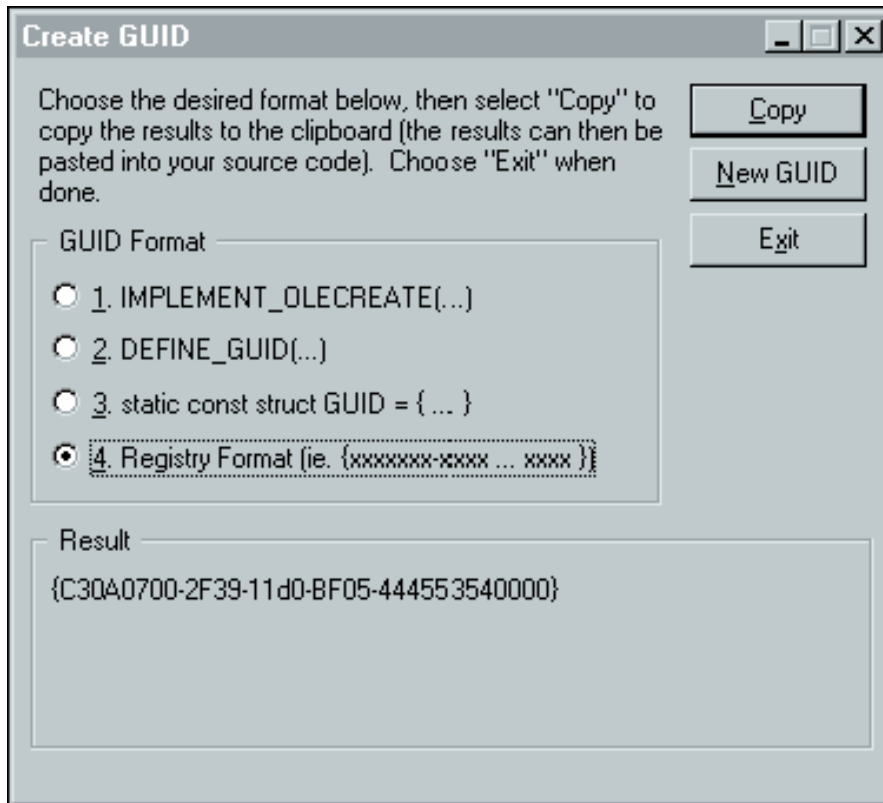 Create GUID
Choose the desired format below, then select "Copy" to
copy the results to the clipboard (the results can then be
pasted into your source code).  Choose "Exit" when
done.
Copy
New GUID
Exit
GUID Format
1. IMPLEMENT_OLECREATE(...)
2. DEFINE_GUID(...)
3. static const struct GUID = { ... }
4. Registry Format (ie. {xxxxxxx-xxxx ... xxxx })
Result
{C30A0700-2F39-11d0-BF05-444553540000}